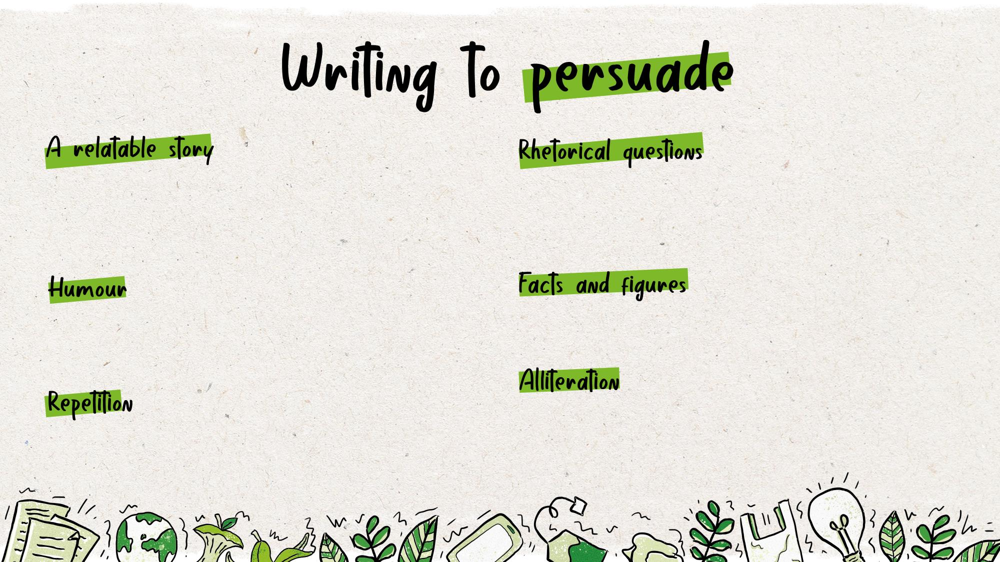 Writing to persuade
A relatable story
Rhetorical questions
Humour
Facts and figures
Repetition
Alliteration